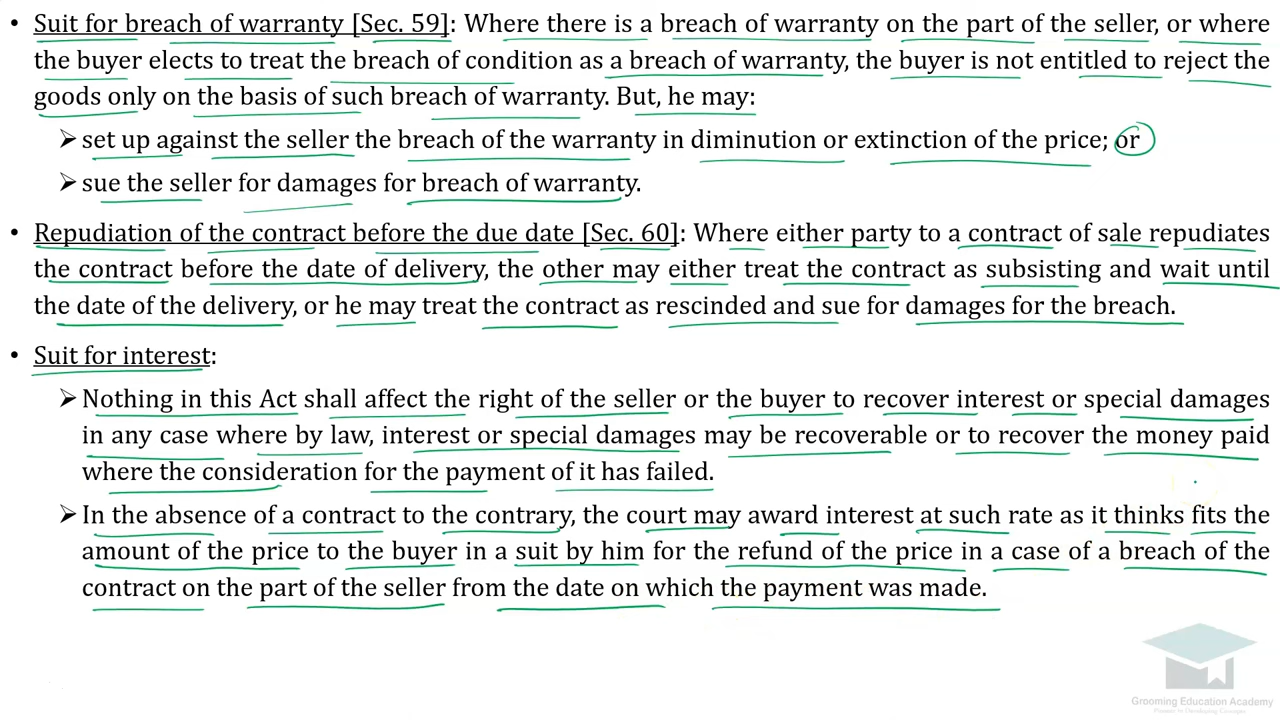 • Suit for breach of warranty [Sec. 59]: Where there is a breach of warranty on the part of the seller, or where
the buyer elects to treat the breach of condition as a breach of warranty, the buyer is not entitled to reject the
goods only on the basis of such breach of warranty. But, he may:
➢ set up against the seller the breach of the warranty in diminution or extinction of the price; or
➢ sue the seller for damages for breach of warranty.
• Repudiation of the contract before the due date [Sec. 60]: Where either party to a contract of sale repudiates
the contract before the date of delivery, the other may either treat the contract as subsisting and wait until
the date of the delivery, or he may treat the contract as rescinded and sue for damages for the breach.
• Suit for interest:
➢ Nothing in this Act shall affect the right of the seller or the buyer to recover interest or special damages
in any case where by law, interest or special damages may be recoverable or to recover the money paid
where the consideration for the payment of it has failed.
➢ In the absence of a contract to the contrary, the court may award interest at such rate as it thinks fits the
amount of the price to the buyer in a suit by him for the refund of the price in a case of a breach of the
contract on the part of the seller from the date on which the payment was made.
Grooming Education Academy
Pioneer in Developing Concepts